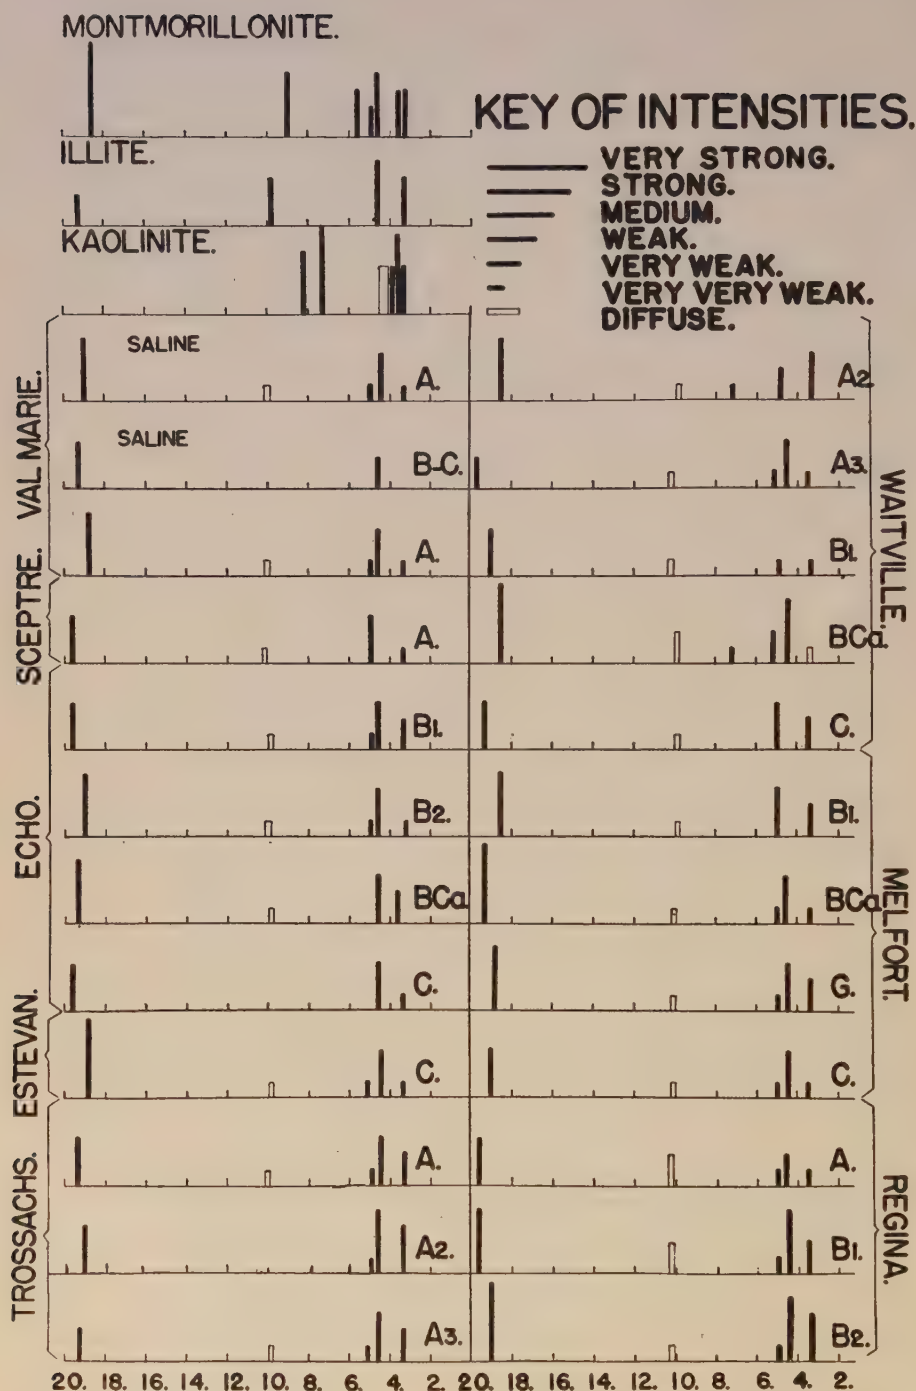 MONTMORILLONITE.
ILLITE.
KAOLINITE.
KEY OF INTENSITIES.
VERY STRONG.
STRONG.
MEDIUM.
WEAK.
VERY WEAK.
VERY VERY WEAK.
DIFFUSE.
VAL MARIE.
SALINE A.
SALINE B-C.
A.
SCEPTRE.
A.
ECHO.
B1.
B2.
BCa
C.
ESTEVAN.
C.
TROSSACHS.
A.
A2.
A3.
20. 18. 16. 14. 12. 10. 8. 6. 4. 2.
WAITVILLE.
A2
A3.
B1.
BCa.
C.
MELFORT.
B1.
BCa
G.
C.
REGINA.
A.
B1.
B2.
20. 18. 16. 14. 12. 10. 8. 6. 4. 2.